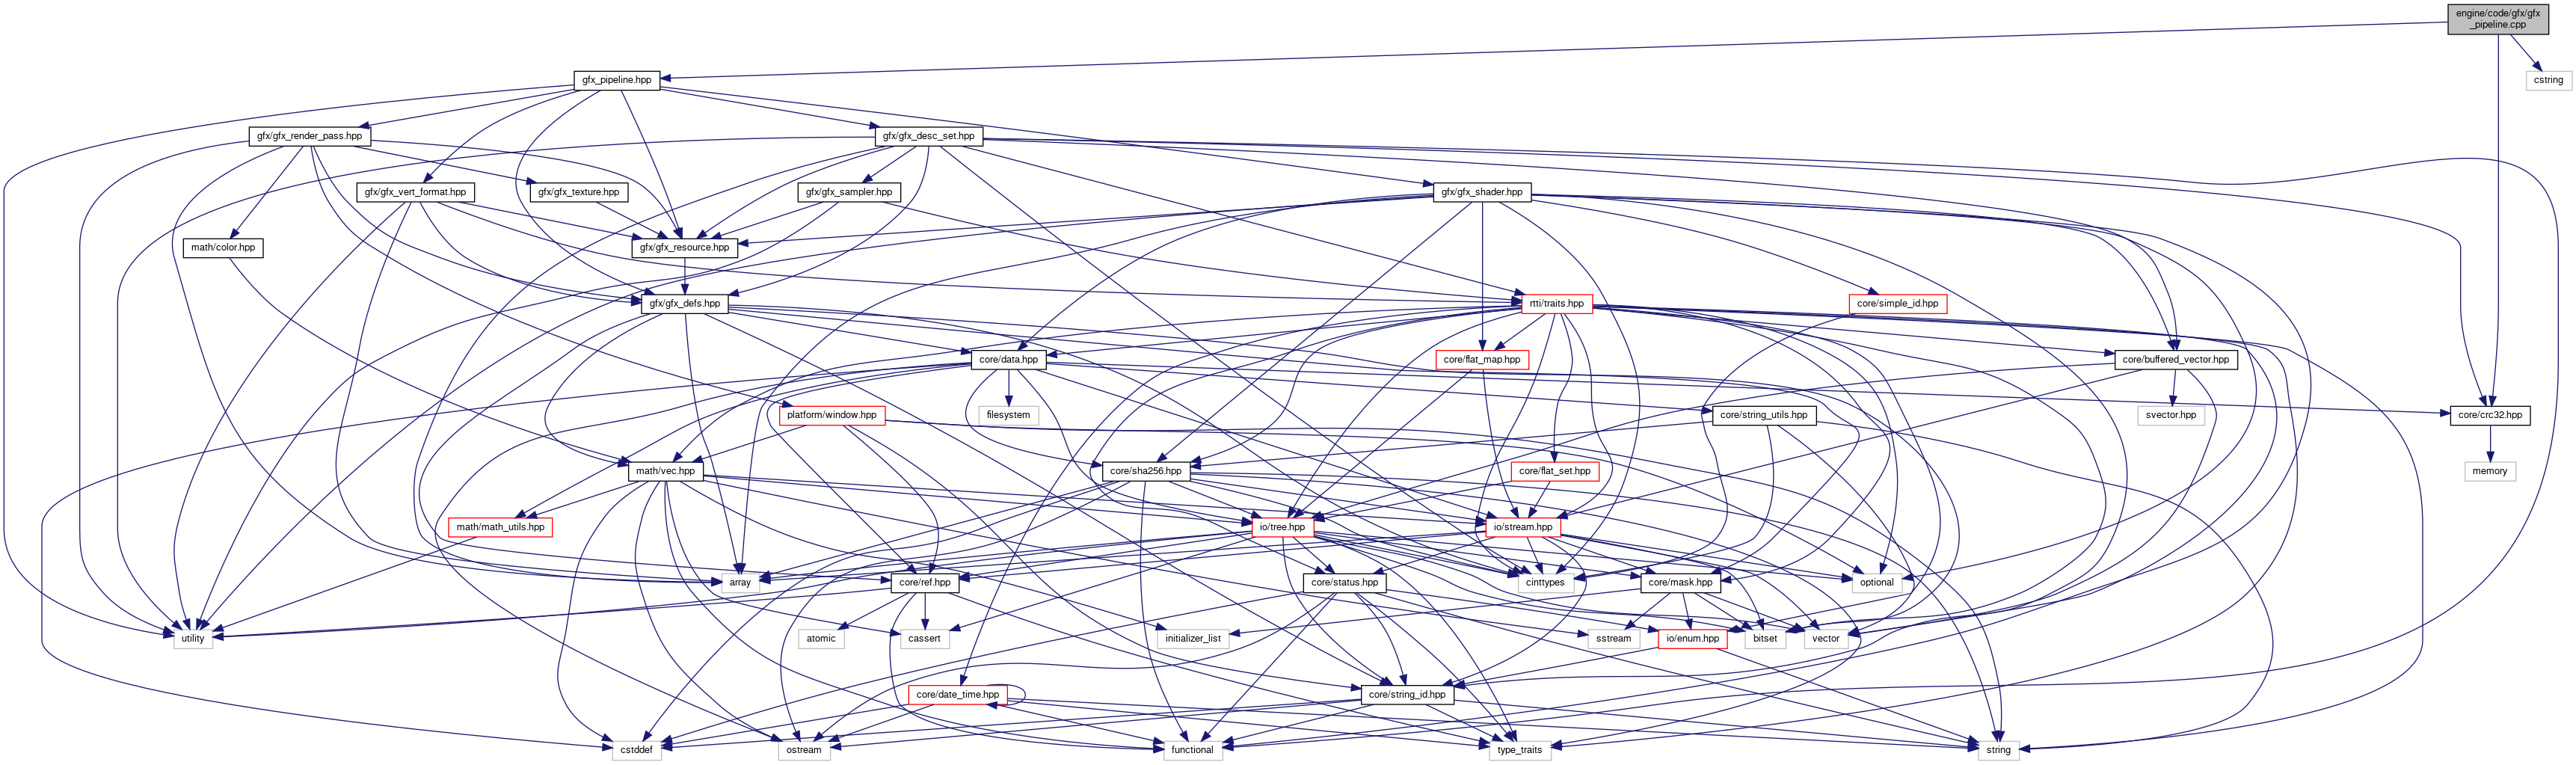 engine/code/gfx/gfx
_pipeline.cpp
gfx_pipeline.hpp
cstring
gfx/gfx_render_pass.hpp
gfx/gfx_desc_set.hpp
gfx/gfx_vert_format.hpp
gfx/gfx_texture.hpp
gfx/gfx_sampler.hpp
gfx/gfx_shader.hpp
math/color.hpp
gfx/gfx_resource.hpp
gfx/gfx_defs.hpp
rtti/traits.hpp
core/simple_id.hpp
core/data.hpp
core/flat_map.hpp
core/buffered_vector.hpp
platform/window.hpp
filesystem
core/string_utils.hpp
svector.hpp
core/crc32.hpp
math/vec.hpp
core/sha256.hpp
core/flat_set.hpp
memory
math/math_utils.hpp
io/tree.hpp
io/stream.hpp
array
core/ref.hpp
core/status.hpp
cinttypes
core/mask.hpp
optional
utility
atomic
cassert
initializer_list
sstream
io/enum.hpp
bitset
vector
core/date_time.hpp
core/string_id.hpp
cstddef
ostream
functional
type_traits
string